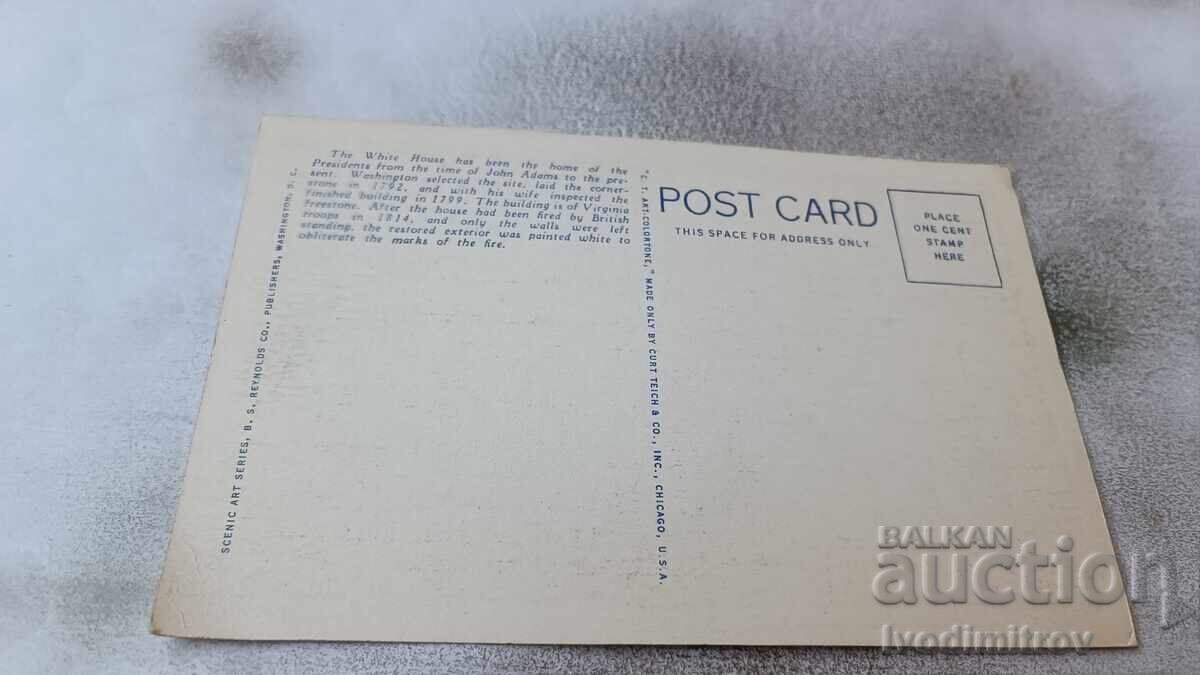 The White House has been the home of the
Presidents from the time of John Adams to the pre-
sent. Washington selected the site, laid the corner-
stone in 1792, and with his wife inspected the
finished building in 1799. The building is of Virginia
freestone. After the house had been fired by British
troops in 1814, and only the walls were left
standing, the restored exterior was painted white to
obliterate the marks of the fire.
SCENIC ART SERIES, B. S. REYNOLDS CO., PUBLISHERS, WASHINGTON, D. C.
"C. T. ART-COLORTONE," MADE ONLY BY CURT TEICH & CO., INC., CHICAGO, U.S.A.
POST CARD
THIS SPACE FOR ADDRESS ONLY
PLACE
ONE CENT
STAMP
HERE
BALKAN
auction
Ivodimitrov